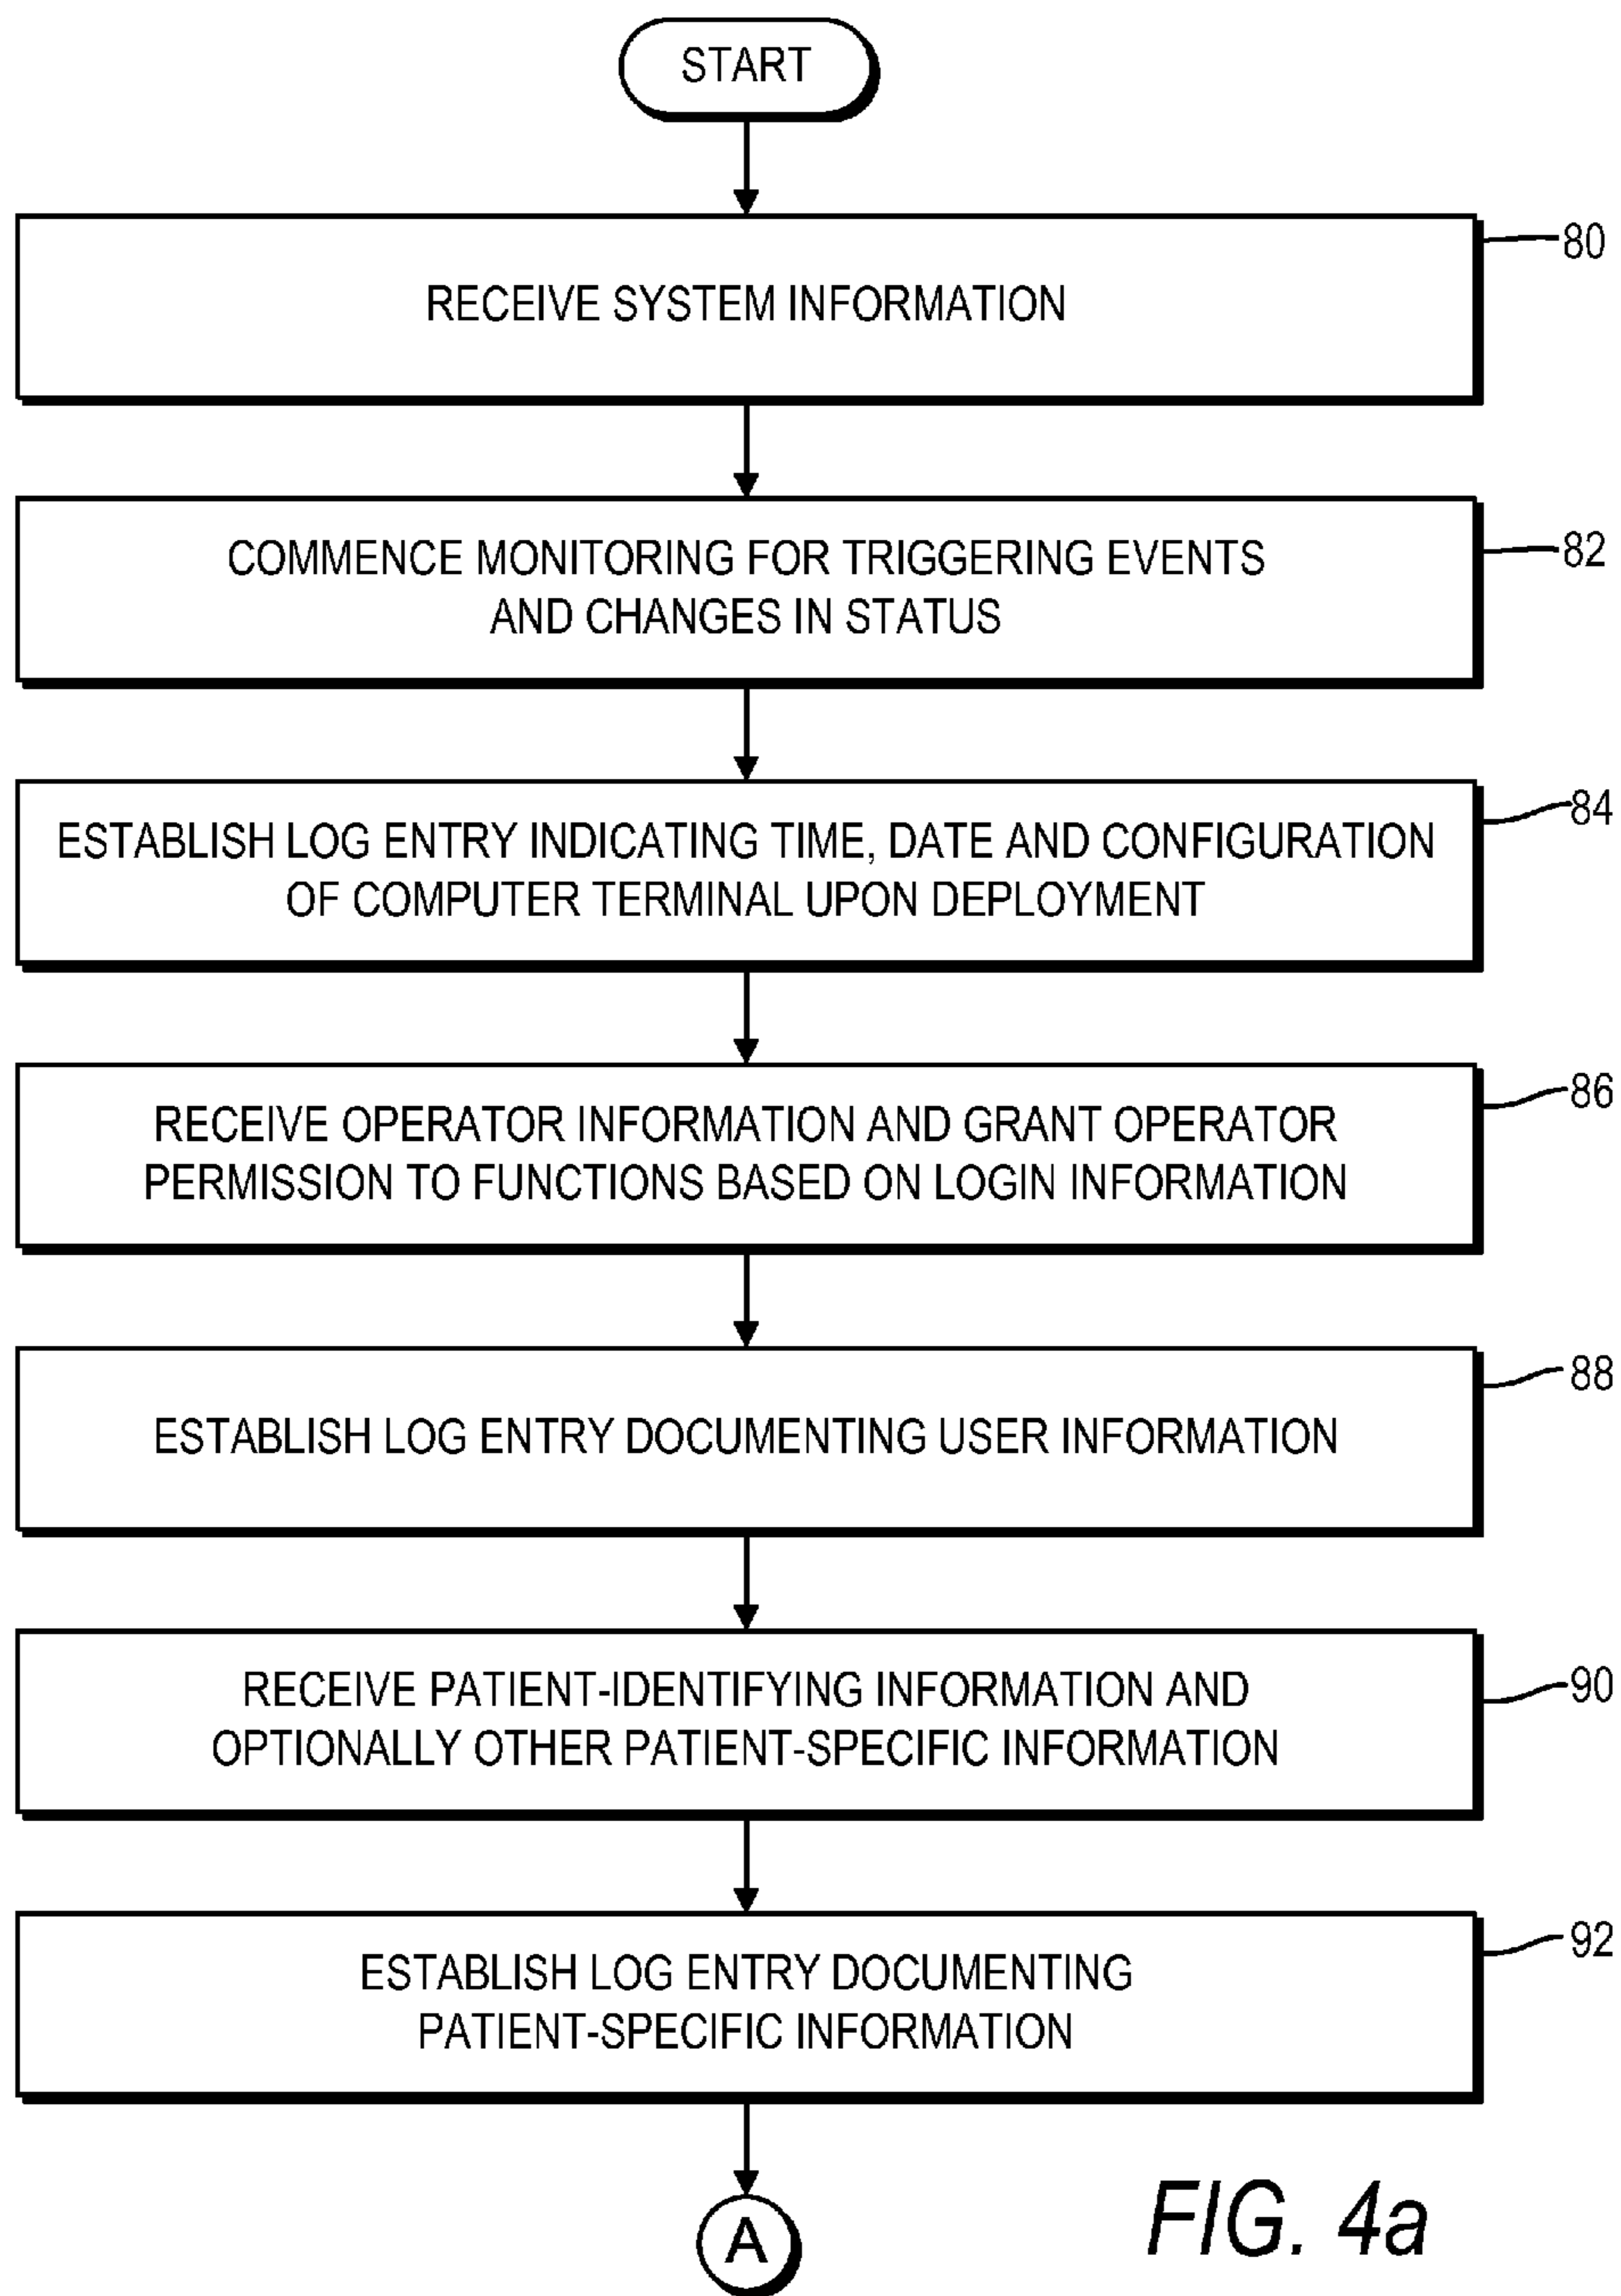 START
RECEIVE SYSTEM INFORMATION
80
COMMENCE MONITORING FOR TRIGGERING EVENTS
AND CHANGES IN STATUS
82
ESTABLISH LOG ENTRY INDICATING TIME, DATE AND CONFIGURATION
OF COMPUTER TERMINAL UPON DEPLOYMENT
84
RECEIVE OPERATOR INFORMATION AND GRANT OPERATOR
PERMISSION TO FUNCTIONS BASED ON LOGIN INFORMATION
86
ESTABLISH LOG ENTRY DOCUMENTING USER INFORMATION
88
RECEIVE PATIENT-IDENTIFYING INFORMATION AND
OPTIONALLY OTHER PATIENT-SPECIFIC INFORMATION
90
ESTABLISH LOG ENTRY DOCUMENTING
PATIENT-SPECIFIC INFORMATION
92
A
FIG. 4a